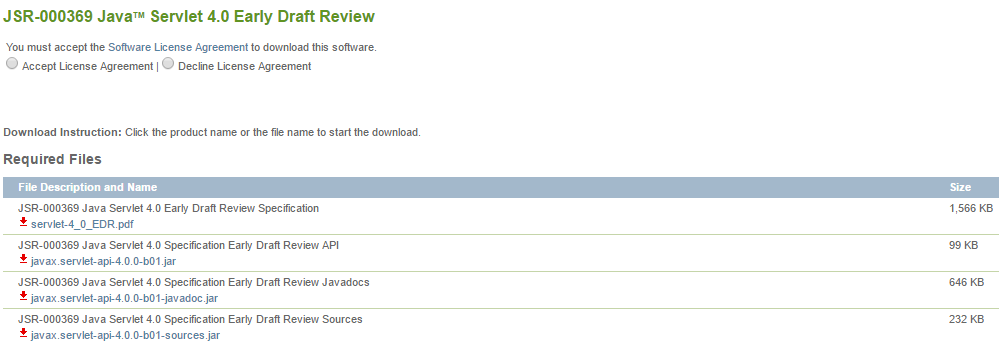 JSR-000369 Java™ Servlet 4.0 Early Draft Review
You must accept the Software License Agreement to download this software.
Accept License Agreement | Decline License Agreement
Download Instruction: Click the product name or the file name to start the download.
Required Files
File Description and Name Size
JSR-000369 Java Servlet 4.0 Early Draft Review Specification 1,566 KB
servlet-4_0_EDR.pdf
JSR-000369 Java Servlet 4.0 Specification Early Draft Review API 99 KB
javax.servlet-api-4.0.0-b01.jar
JSR-000369 Java Servlet 4.0 Specification Early Draft Review Javadocs 646 KB
javax.servlet-api-4.0.0-b01-javadoc.jar
JSR-000369 Java Servlet 4.0 Specification Early Draft Review Sources 232 KB
javax.servlet-api-4.0.0-b01-sources.jar